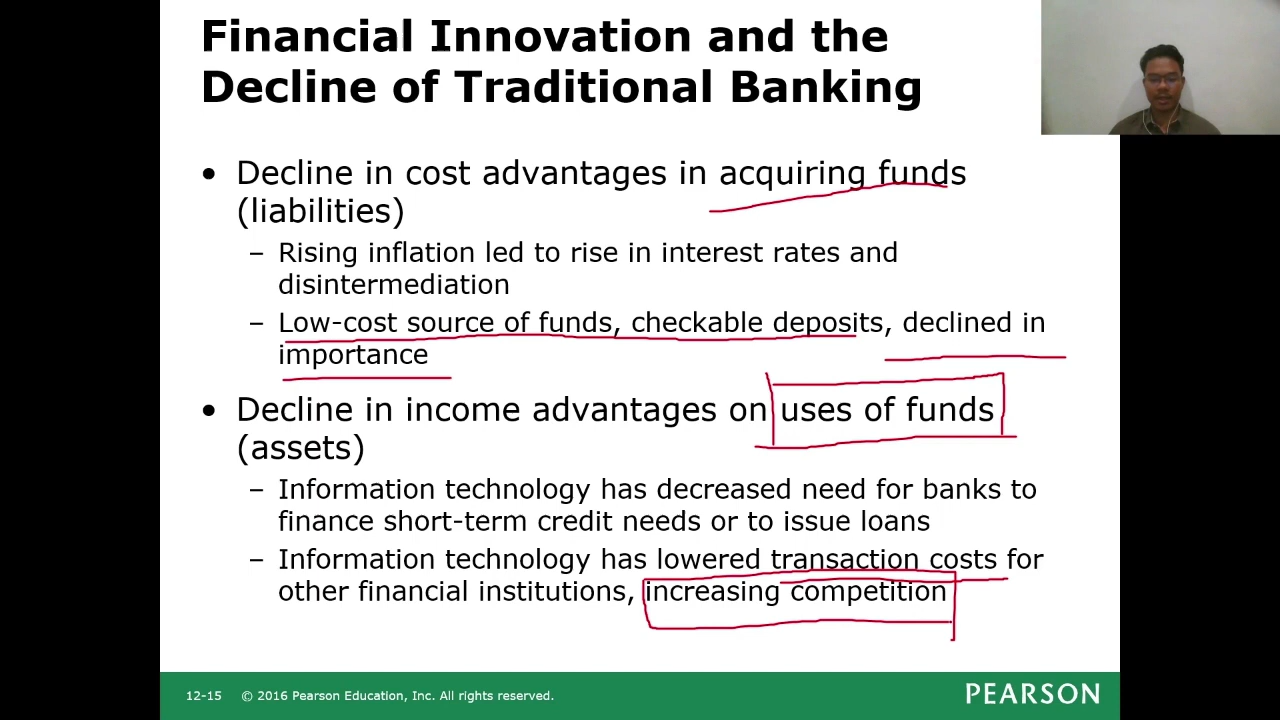 Financial Innovation and the
Decline of Traditional Banking
• Decline in cost advantages in acquiring funds
(liabilities)
– Rising inflation led to rise in interest rates and
disintermediation
– Low-cost source of funds, checkable deposits, declined in
importance
• Decline in income advantages on uses of funds
(assets)
– Information technology has decreased need for banks to
finance short-term credit needs or to issue loans
– Information technology has lowered transaction costs for
other financial institutions, increasing competition
12-15 © 2016 Pearson Education, Inc. All rights reserved.
PEARSON